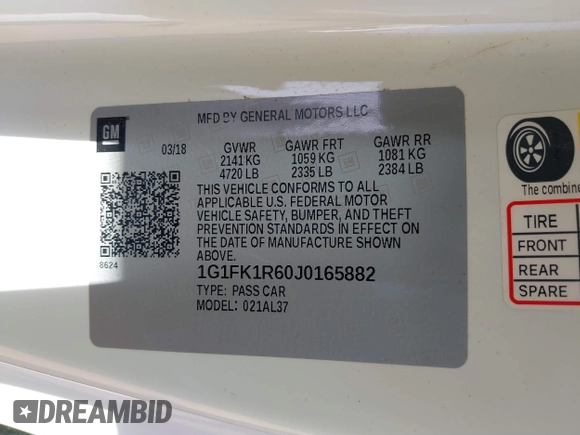 MFD BY GENERAL MOTORS LLC
GM
03/18 GVWR GAWR FRT GAWR RR
2141 KG 1059 KG 1081 KG
4720 LB 2335 LB 2384 LB
THIS VEHICLE CONFORMS TO ALL
APPLICABLE U.S. FEDERAL MOTOR
VEHICLE SAFETY, BUMPER, AND THEFT
PREVENTION STANDARDS IN EFFECT ON
THE DATE OF MANUFACTURE SHOWN
ABOVE.
8624
1G1FK1R60J0165882
TYPE: PASS CAR
MODEL: 021AL37
The combine
TIRE
FRONT
REAR
SPARE
DREAMBID